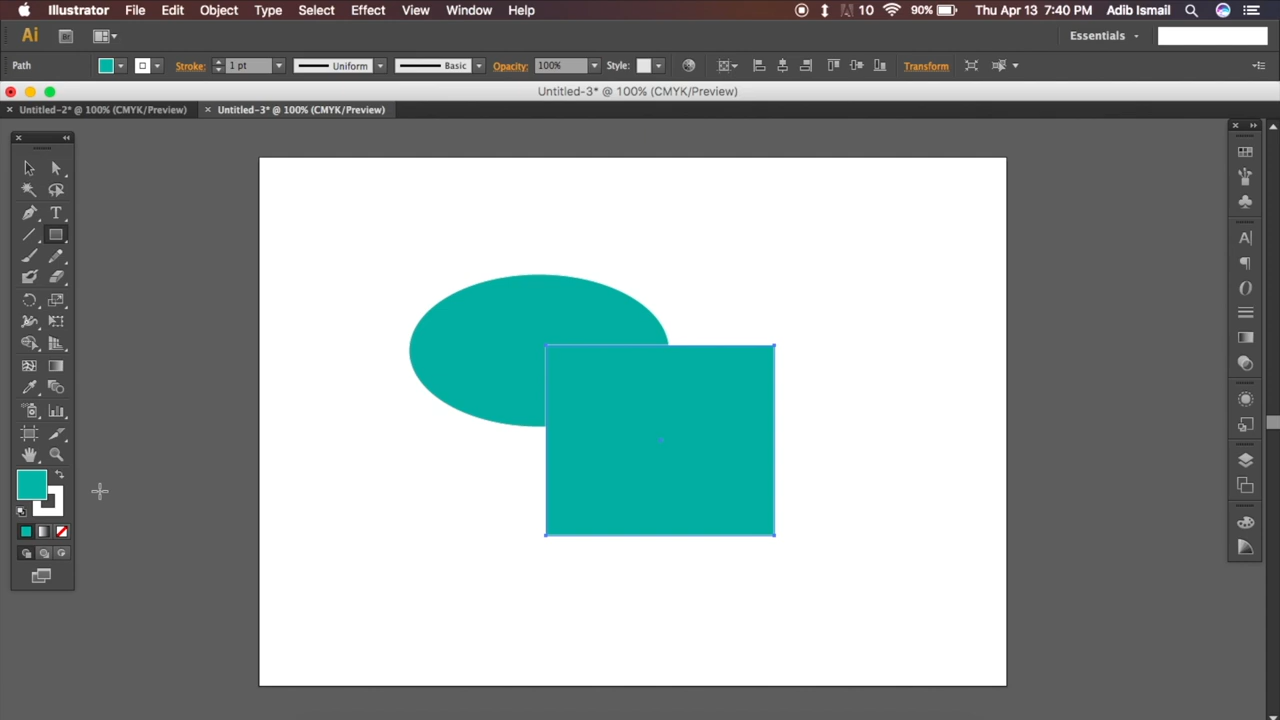 Illustrator File Edit Object Type Select Effect View Window Help 10 90% Thu Apr 13 7:40 PM Adib Ismail
Ai Br Essentials
Path Stroke: 1 pt Uniform Basic Opacity: 100% Style: Transform
Untitled-3* @ 100% (CMYK/Preview)
Untitled-2* @ 100% (CMYK/Preview) Untitled-3* @ 100% (CMYK/Preview)